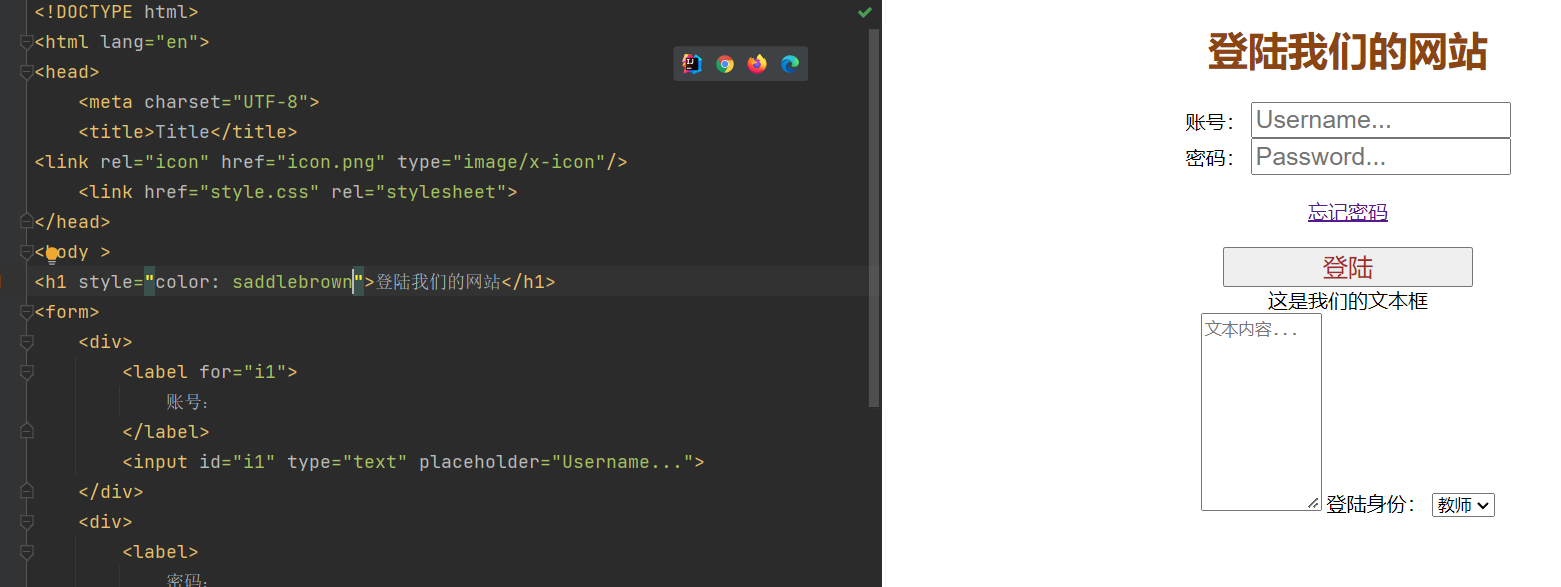 <!DOCTYPE html>
<html lang="en">
<head>
<meta charset="UTF-8">
<title>Title</title>
<link rel="icon" href="icon.png" type="image/x-icon"/>
<link href="style.css" rel="stylesheet">
</head>
<body >
<h1 style="color: saddlebrown">登陆我们的网站</h1>
<form>
<div>
<label for="i1">
账号:
</label>
<input id="i1" type="text" placeholder="Username...">
</div>
<div>
<label>
密码:
登陆我们的网站
账号: Username...
密码: Password...
忘记密码
登陆
这是我们的文本框
文本内容...
登陆身份: 教师